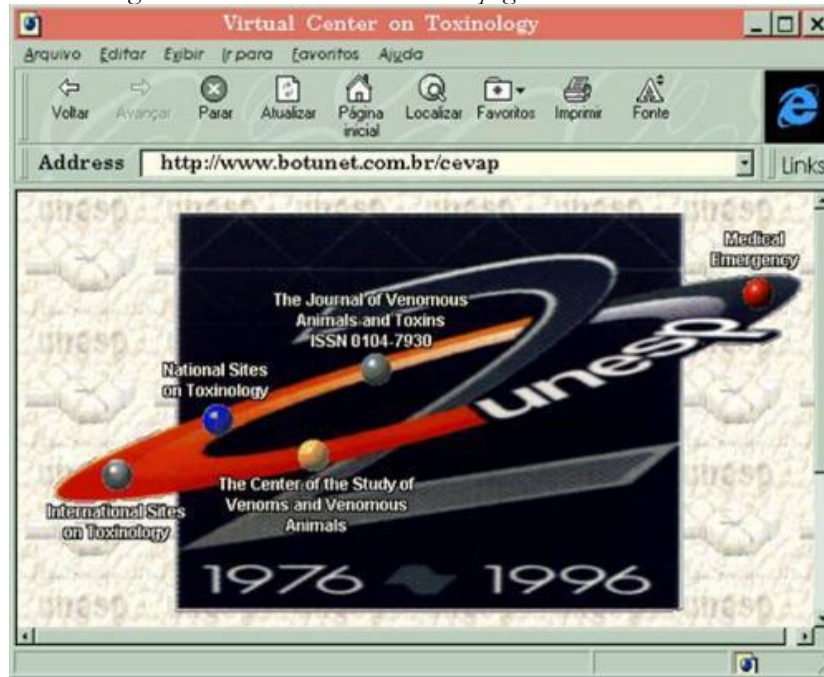 Virtual Center on Toxinology
Arquivo Editar Exibir Ir para Favoritos Ajuda
Voltar Avançar Parar Atualizar Página inicial Localizar Favoritos Imprimir Fonte
Address http://www.botunet.com.br/cevap Links
Medical
Emergency
The Journal of Venomous
Animals and Toxins
ISSN 0104-7930
unesp
National Sites
on Toxinology
The Center of the Study of
Venoms and Venomous
Animals
International Sites
on Toxinology
1976 1996